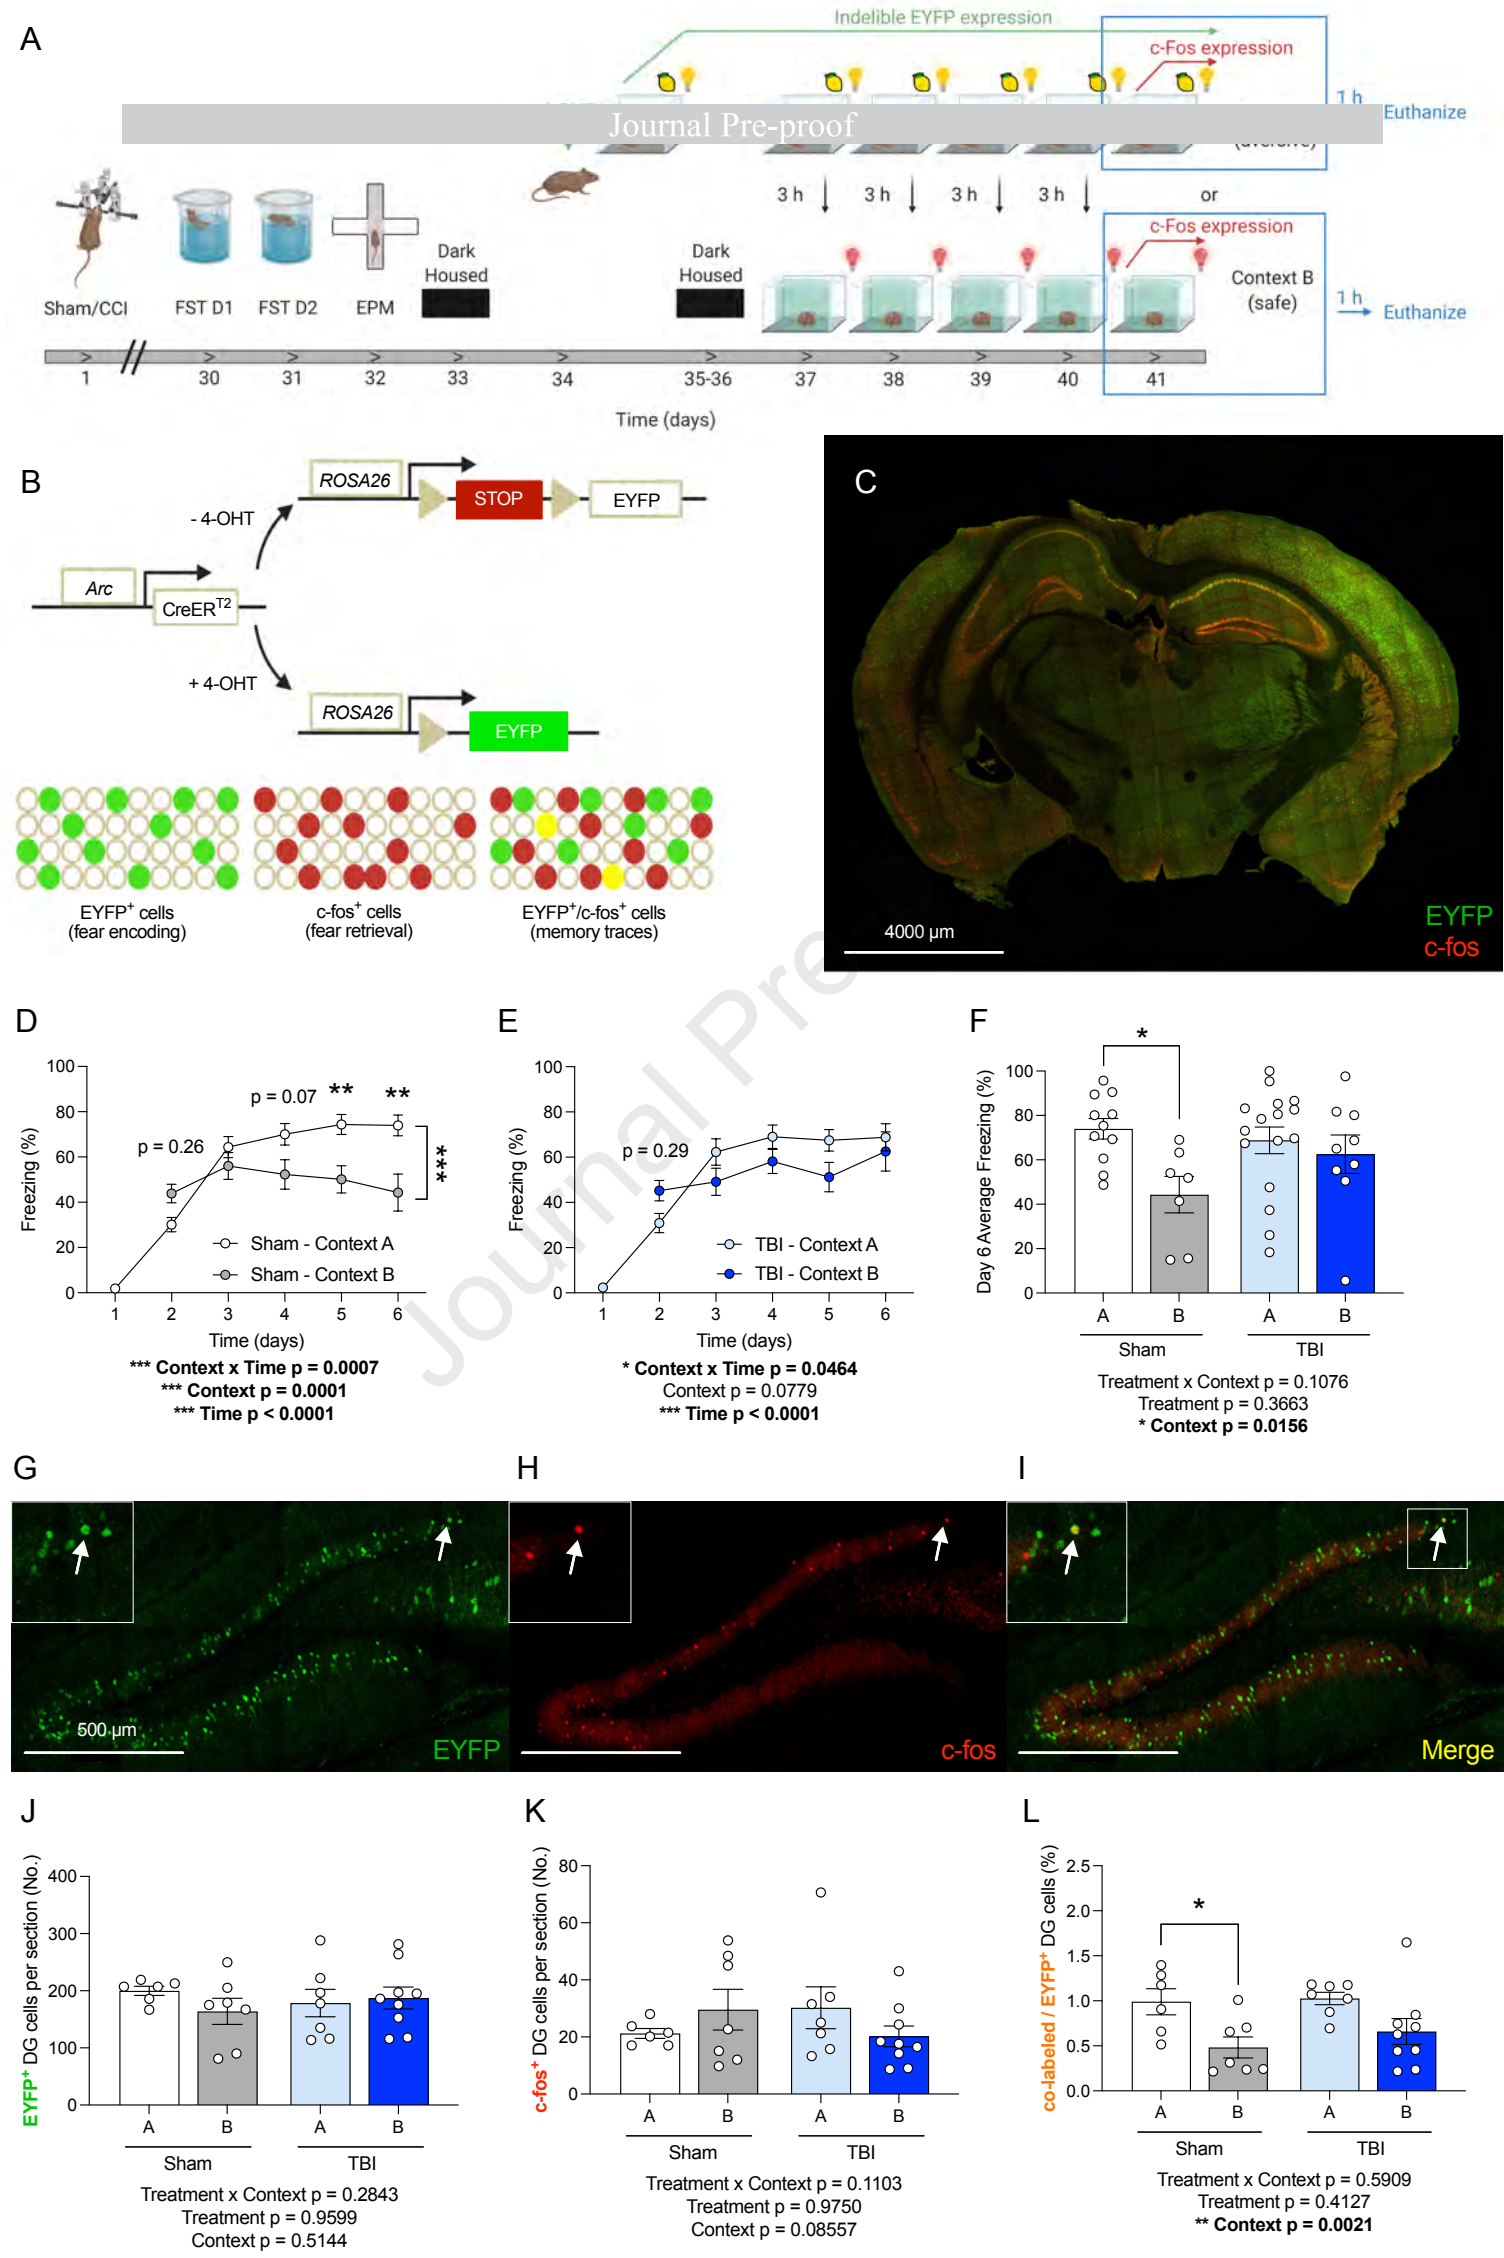 A
Indelible EYFP expression
c-Fos expression
Journal Pre-proof
1 h
Euthanize
3 h
3 h
3 h
3 h
or
c-Fos expression
Dark
Housed
Dark
Housed
Context B
(safe)
1 h
Euthanize
Sham/CCI
FST D1
FST D2
EPM
1
30
31
32
33
34
35-36
37
38
39
40
41
Time (days)
B
ROSA26
STOP
EYFP
- 4-OHT
Arc
CreER^T2
+ 4-OHT
ROSA26
EYFP
EYFP⁺ cells
(fear encoding)
c-fos⁺ cells
(fear retrieval)
EYFP⁺/c-fos⁺ cells
(memory traces)
C
4000 µm
EYFP
c-fos
Journal Pre-
D
Freezing (%)
100
80
60
40
20
0
p = 0.26
p = 0.07
**
**
***
Sham - Context A
Sham - Context B
1 2 3 4 5 6
Time (days)
*** Context x Time p = 0.0007
*** Context p = 0.0001
*** Time p < 0.0001
E
Freezing (%)
100
80
60
40
20
0
p = 0.29
TBI - Context A
TBI - Context B
1 2 3 4 5 6
Time (days)
* Context x Time p = 0.0464
Context p = 0.0779
*** Time p < 0.0001
F
Day 6 Average Freezing (%)
100
80
60
40
20
0
*
A B A B
Sham TBI
Treatment x Context p = 0.1076
Treatment p = 0.3663
* Context p = 0.0156
G
500 µm
EYFP
H
c-fos
I
Merge
J
EYFP⁺ DG cells per section (No.)
400
300
200
100
0
A B A B
Sham TBI
Treatment x Context p = 0.2843
Treatment p = 0.9599
Context p = 0.5144
K
c-fos⁺ DG cells per section (No.)
80
60
40
20
0
A B A B
Sham TBI
Treatment x Context p = 0.1103
Treatment p = 0.9750
Context p = 0.08557
L
co-labeled / EYFP⁺ DG cells (%)
2.5
2.0
1.5
1.0
0.5
0.0
*
A B A B
Sham TBI
Treatment x Context p = 0.5909
Treatment p = 0.4127
** Context p = 0.0021